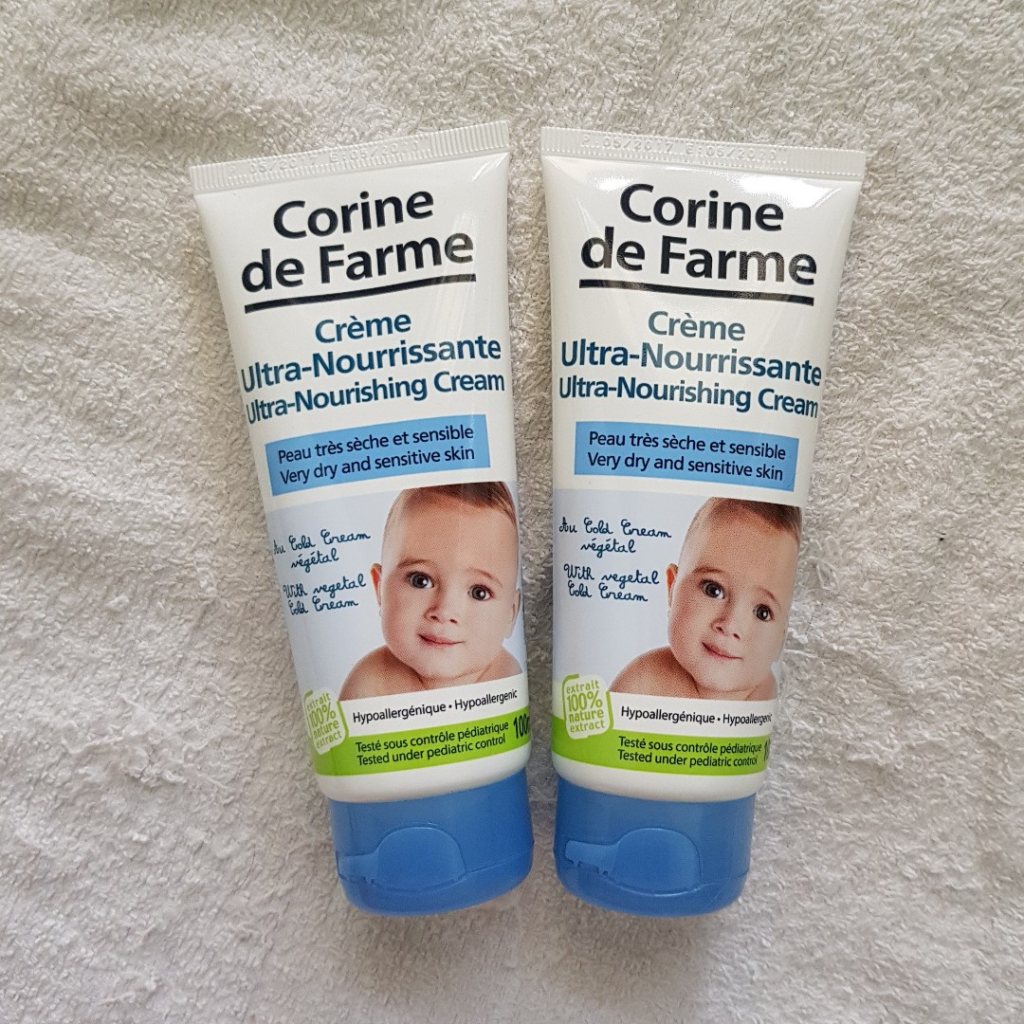 06/2017
Corine
de Farme
Crème
Ultra-Nourrissante
Ultra-Nourishing Cream
Peau très sèche et sensible
Very dry and sensitive skin
Au Cold Cream
végétal
With vegetal
Cold Cream
extrait
100%
nature
extract
Hypoallergénique • Hypoallergenic
Testé sous contrôle pédiatrique
Tested under pediatric control
06/2017
Corine
de Farme
Crème
Ultra-Nourrissante
Ultra-Nourishing Cream
Peau très sèche et sensible
Very dry and sensitive skin
Au Cold Cream
végétal
With vegetal
Cold Cream
extrait
100%
nature
extract
Hypoallergénique • Hypoallergenic
Testé sous contrôle pédiatrique
Tested under pediatric control